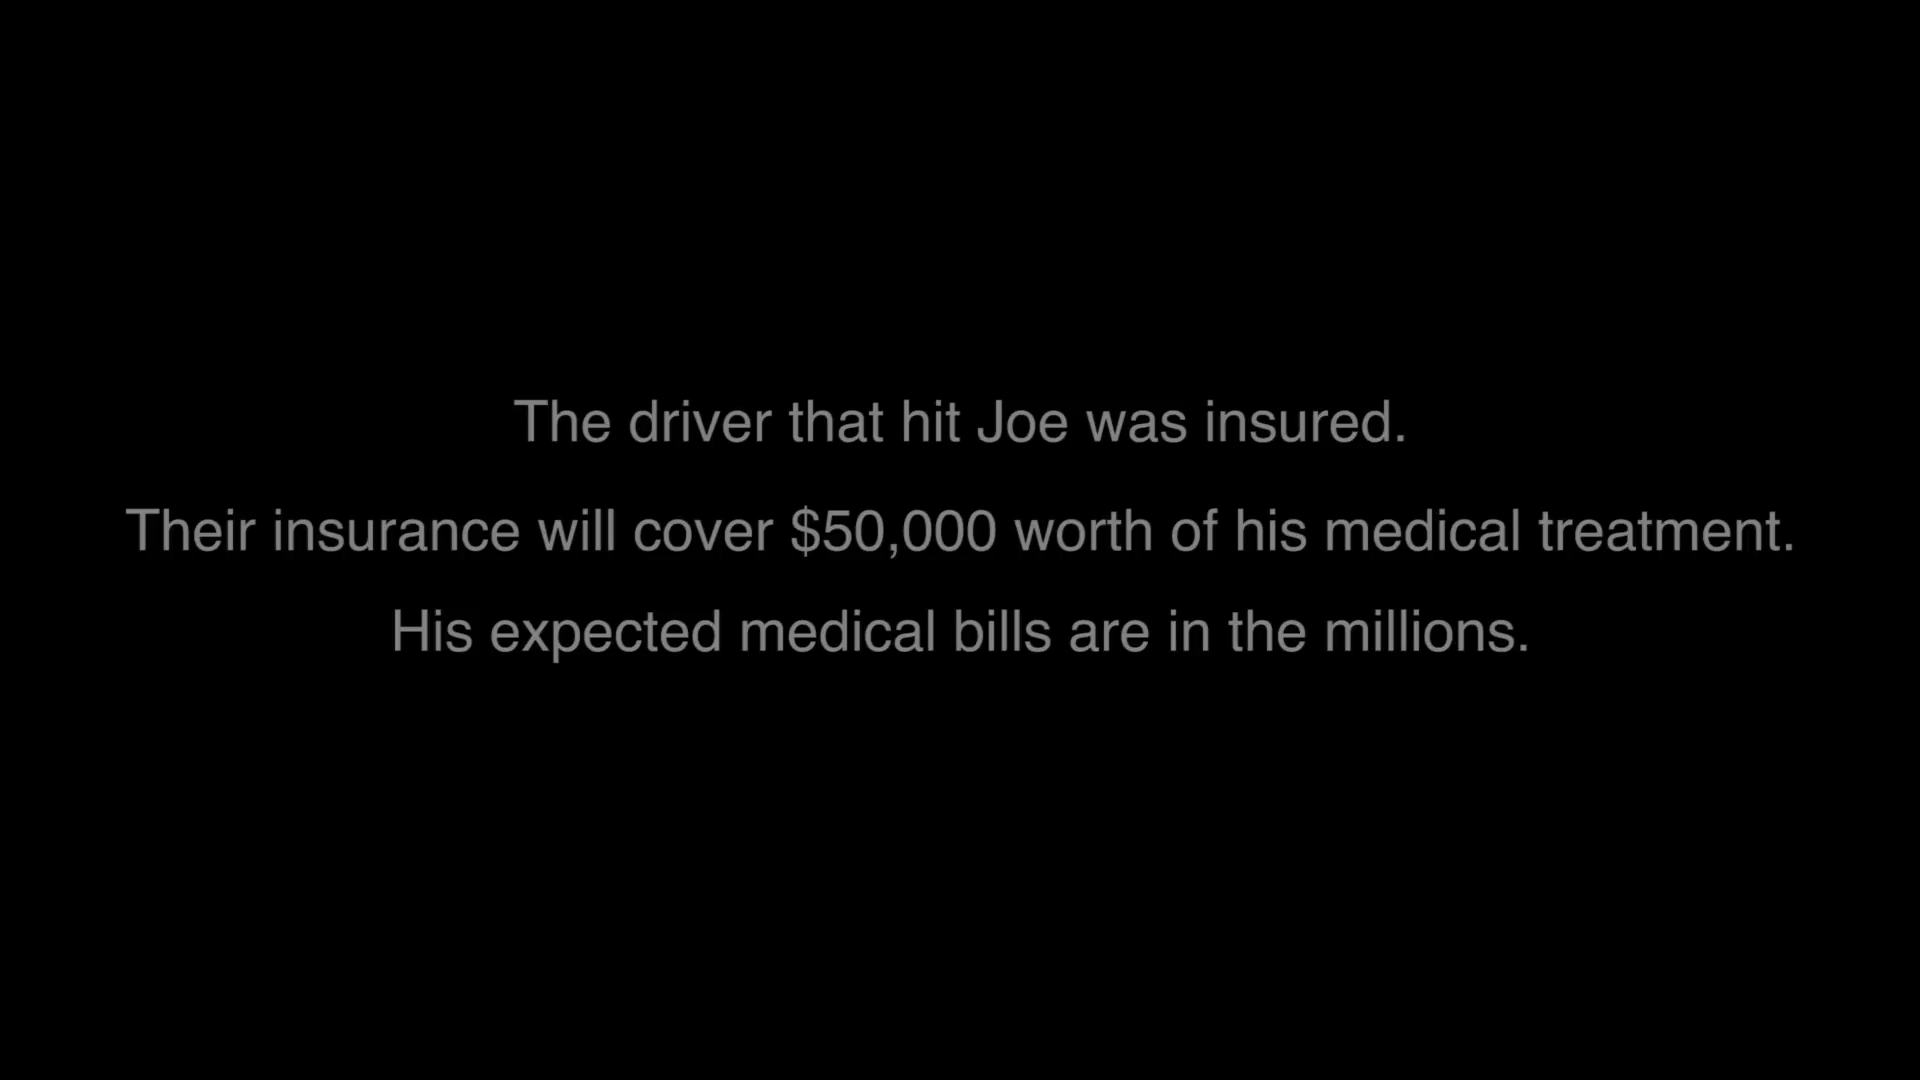 The driver that hit Joe was insured.
Their insurance will cover $50,000 worth of his medical treatment.
His expected medical bills are in the millions.